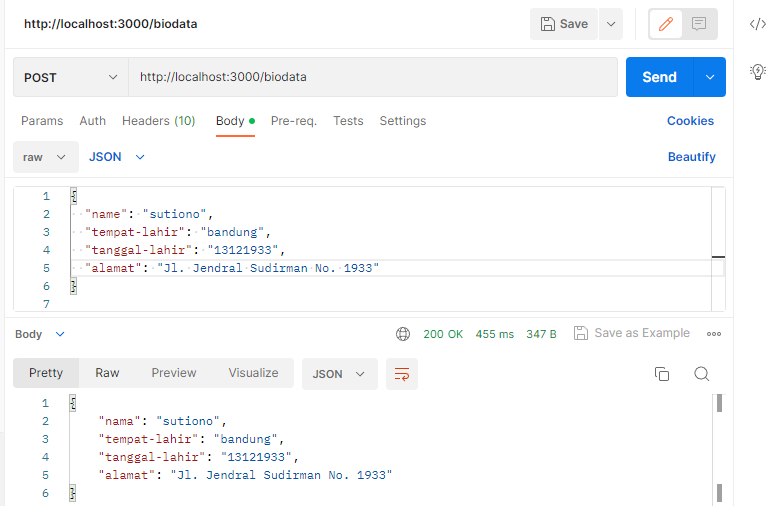 http://localhost:3000/biodata Save </>
POST http://localhost:3000/biodata Send
Params Auth Headers (10) Body Pre-req. Tests Settings Cookies
raw JSON Beautify
1 {
2 "name": "sutiono",
3 "tempat-lahir": "bandung",
4 "tanggal-lahir": "13121933",
5 "alamat": "Jl. Jendral Sudirman No. 1933"
6 }
7
Body 200 OK 455 ms 347 B Save as Example
Pretty Raw Preview Visualize JSON
1 {
2 "nama": "sutiono",
3 "tempat-lahir": "bandung",
4 "tanggal-lahir": "13121933",
5 "alamat": "Jl. Jendral Sudirman No. 1933"
6 }